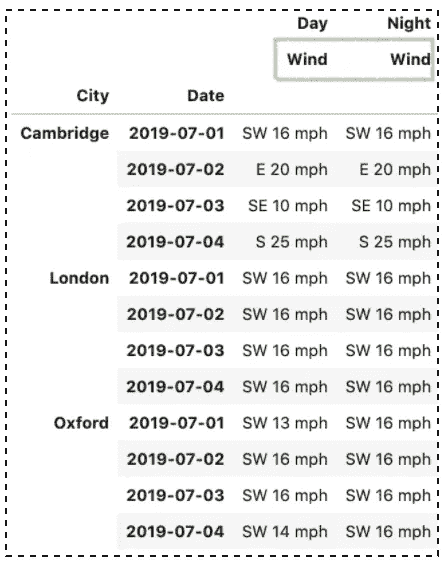 Day Night
Wind Wind
City Date
Cambridge 2019-07-01 SW 16 mph SW 16 mph
2019-07-02 E 20 mph E 20 mph
2019-07-03 SE 10 mph SE 10 mph
2019-07-04 S 25 mph S 25 mph
London 2019-07-01 SW 16 mph SW 16 mph
2019-07-02 SW 16 mph SW 16 mph
2019-07-03 SW 16 mph SW 16 mph
2019-07-04 SW 16 mph SW 16 mph
Oxford 2019-07-01 SW 13 mph SW 16 mph
2019-07-02 SW 16 mph SW 16 mph
2019-07-03 SW 16 mph SW 16 mph
2019-07-04 SW 14 mph SW 16 mph